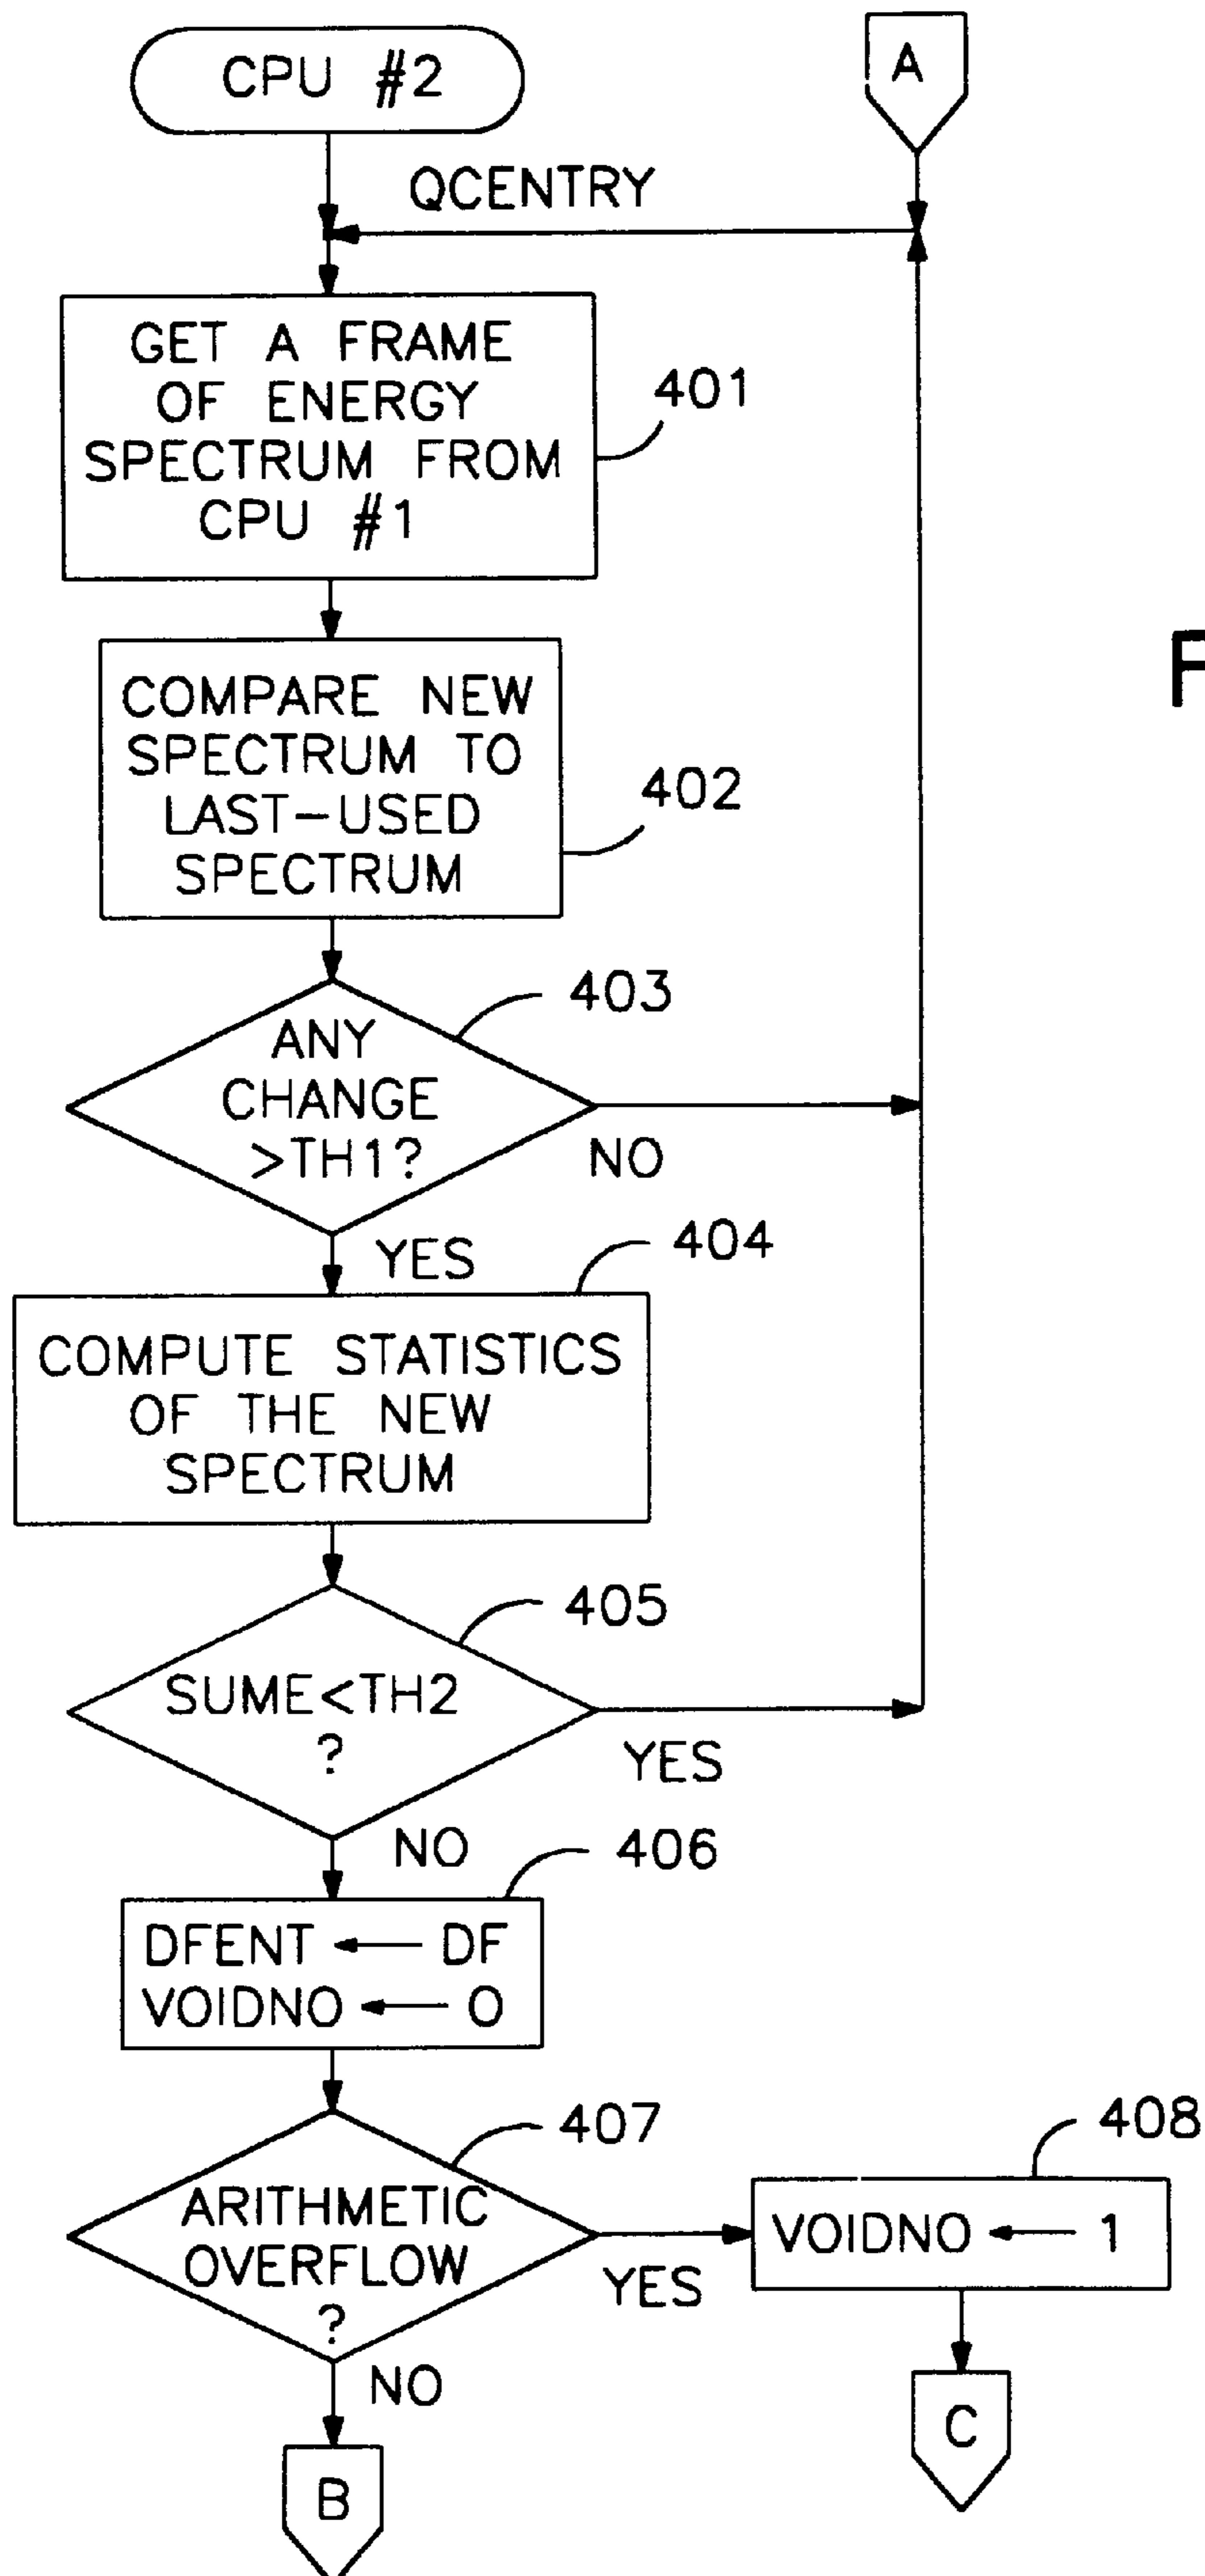 CPU #2
A
QCENTRY
GET A FRAME
OF ENERGY
SPECTRUM FROM
CPU #1
401
F
COMPARE NEW
SPECTRUM TO
LAST-USED
SPECTRUM
402
403
ANY
CHANGE
>TH1?
NO
YES
404
COMPUTE STATISTICS
OF THE NEW
SPECTRUM
405
SUME<TH2
?
YES
NO
406
DFENT ← DF
VOIDNO ← 0
407
ARITHMETIC
OVERFLOW
?
YES
408
VOIDNO ← 1
NO
C
B